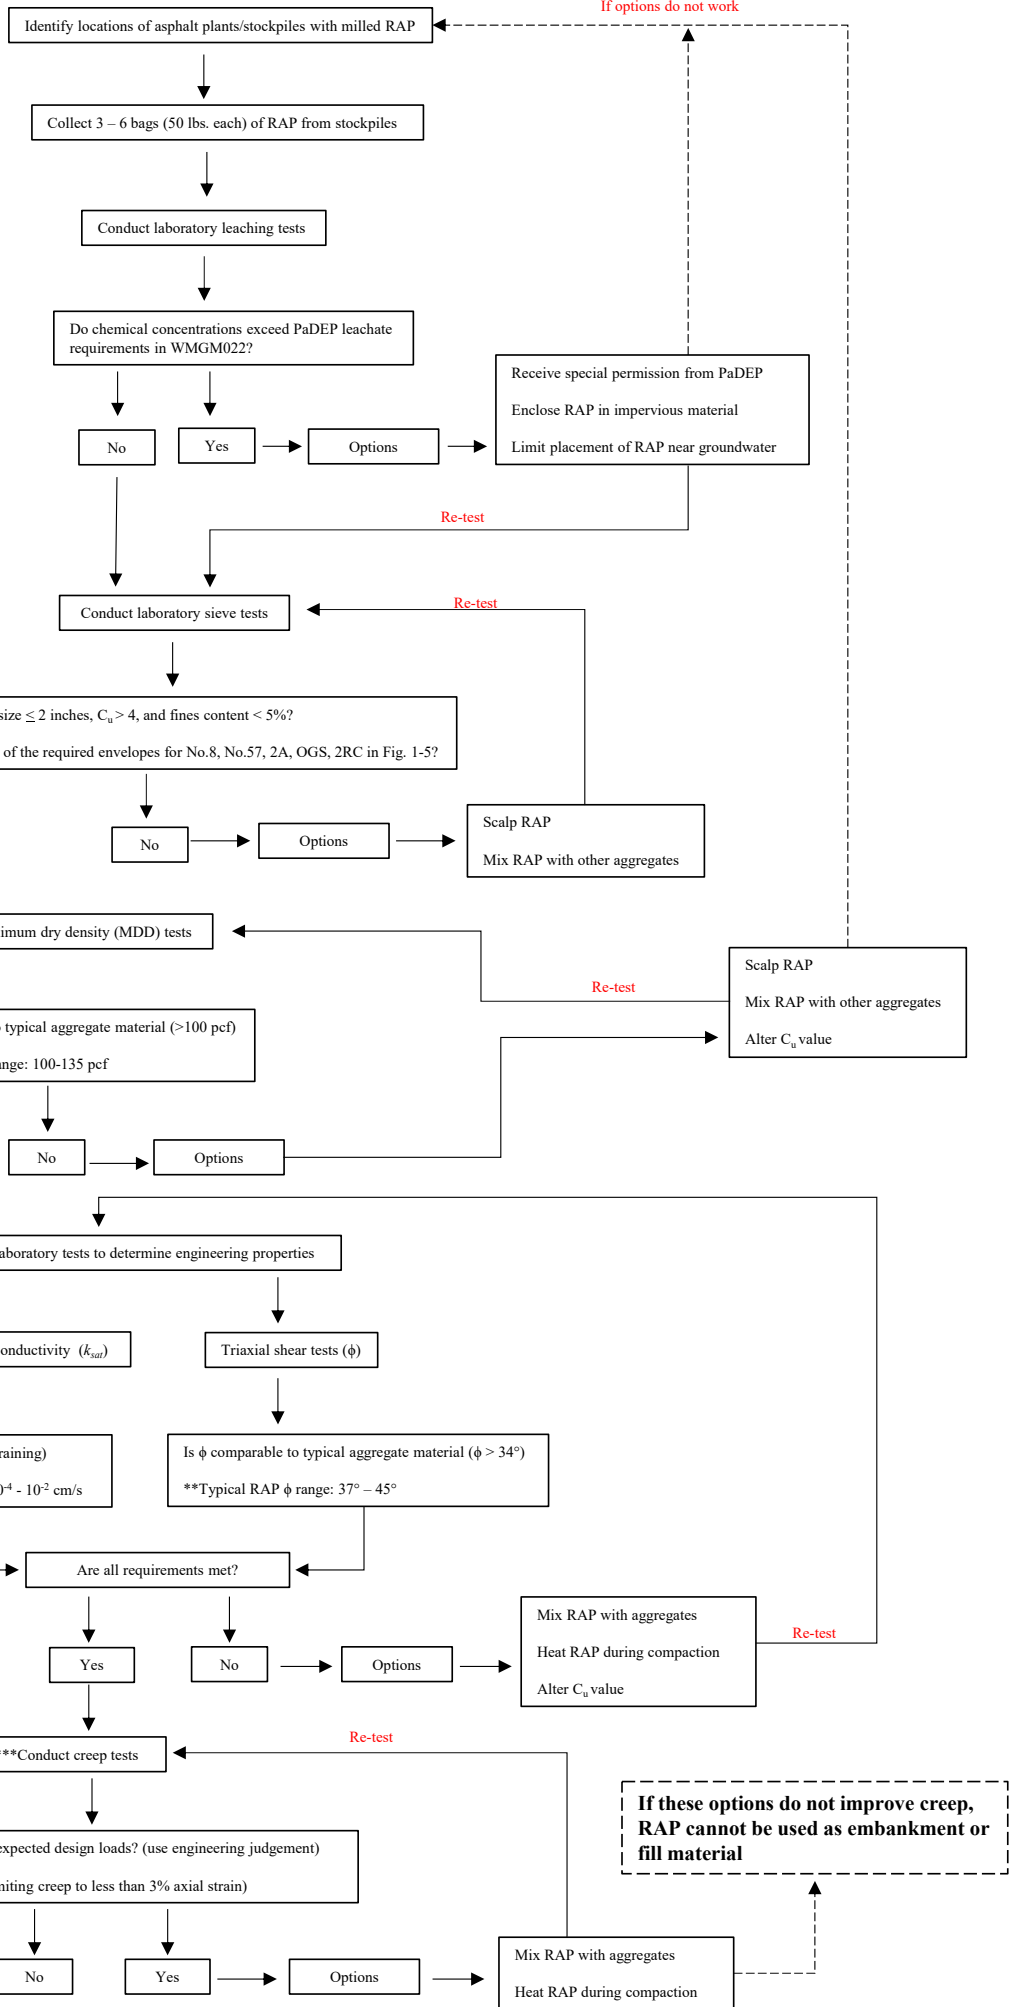 If options do not work
Identify locations of asphalt plants/stockpiles with milled RAP
Collect 3 – 6 bags (50 lbs. each) of RAP from stockpiles
Conduct laboratory leaching tests
Do chemical concentrations exceed PaDEP leachate
requirements in WMGM022?
Receive special permission from PaDEP
Enclose RAP in impervious material
Limit placement of RAP near groundwater
No
Yes
Options
Re-test
Conduct laboratory sieve tests
Re-test
size ≤ 2 inches, Cu > 4, and fines content < 5%?
of the required envelopes for No.8, No.57, 2A, OGS, 2RC in Fig. 1-5?
No
Options
Scalp RAP
Mix RAP with other aggregates
imum dry density (MDD) tests
Re-test
Scalp RAP
Mix RAP with other aggregates
Alter Cu value
typical aggregate material (>100 pcf)
nge: 100-135 pcf
No
Options
aboratory tests to determine engineering properties
onductivity (ksat)
Triaxial shear tests (ϕ)
raining)
0-4 - 10-2 cm/s
Is ϕ comparable to typical aggregate material (ϕ > 34°)
**Typical RAP ϕ range: 37° – 45°
Are all requirements met?
Yes
No
Options
Mix RAP with aggregates
Heat RAP during compaction
Alter Cu value
Re-test
***Conduct creep tests
Re-test
If these options do not improve creep,
RAP cannot be used as embankment or
fill material
expected design loads? (use engineering judgement)
miting creep to less than 3% axial strain)
No
Yes
Options
Mix RAP with aggregates
Heat RAP during compaction